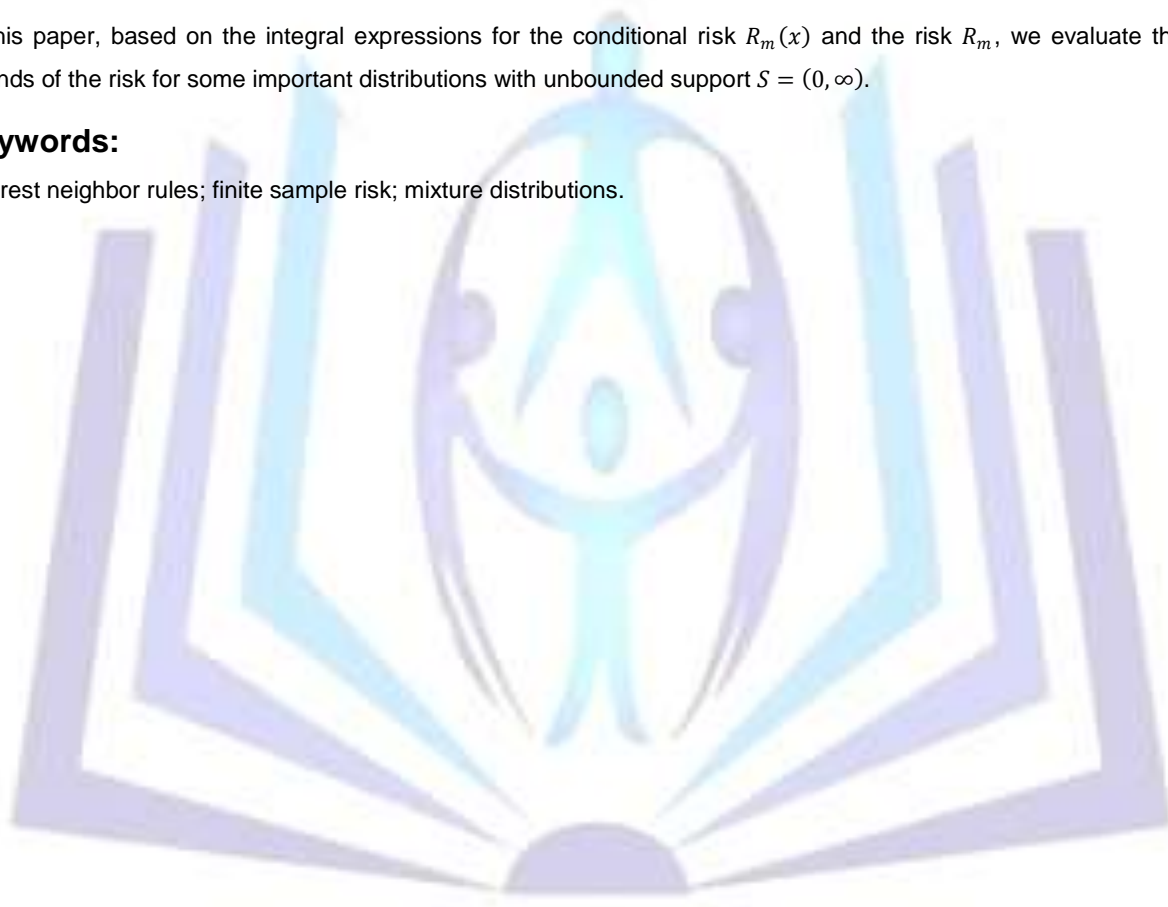 his paper, based on the integral expressions for the conditional risk R_m(x) and the risk R_m, we evaluate th
nds of the risk for some important distributions with unbounded support S = (0, ∞).
ywords:
rest neighbor rules; finite sample risk; mixture distributions.